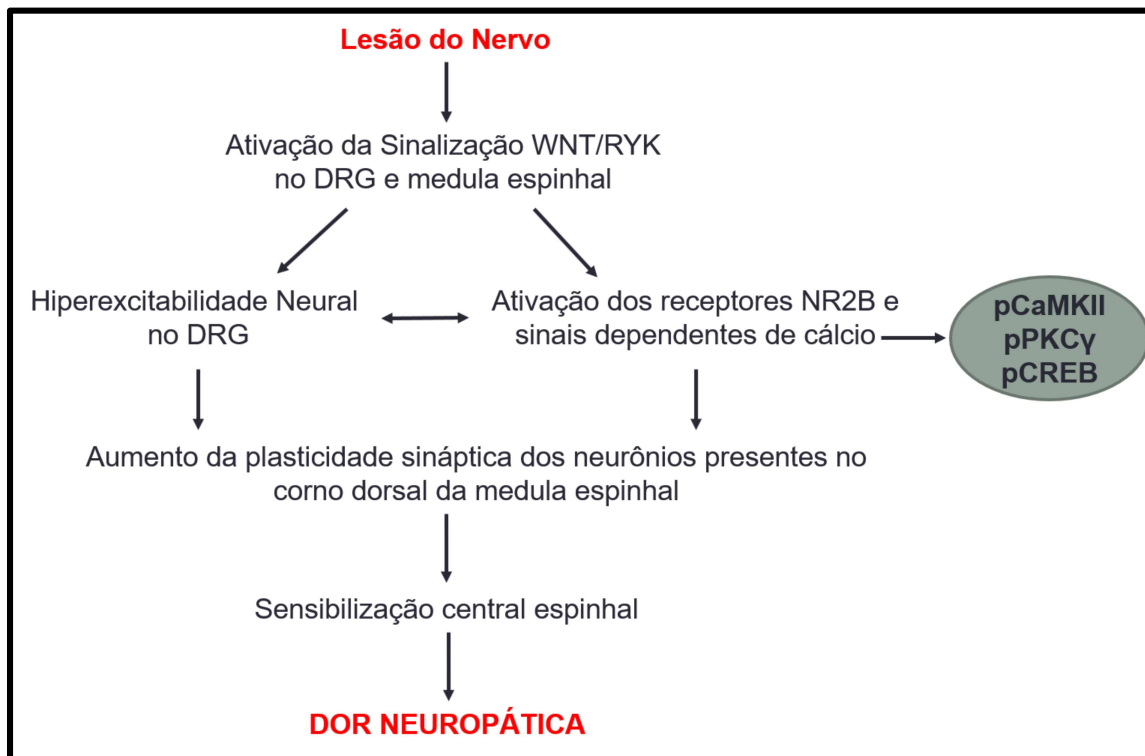 Lesão do Nervo
Ativação da Sinalização WNT/RYK
no DRG e medula espinhal
Hiperexcitabilidade Neural
no DRG
Ativação dos receptores NR2B e
sinais dependentes de cálcio
pCaMKII
pPKCγ
pCREB
Aumento da plasticidade sináptica dos neurônios presentes no
corno dorsal da medula espinhal
Sensibilização central espinhal
DOR NEUROPÁTICA